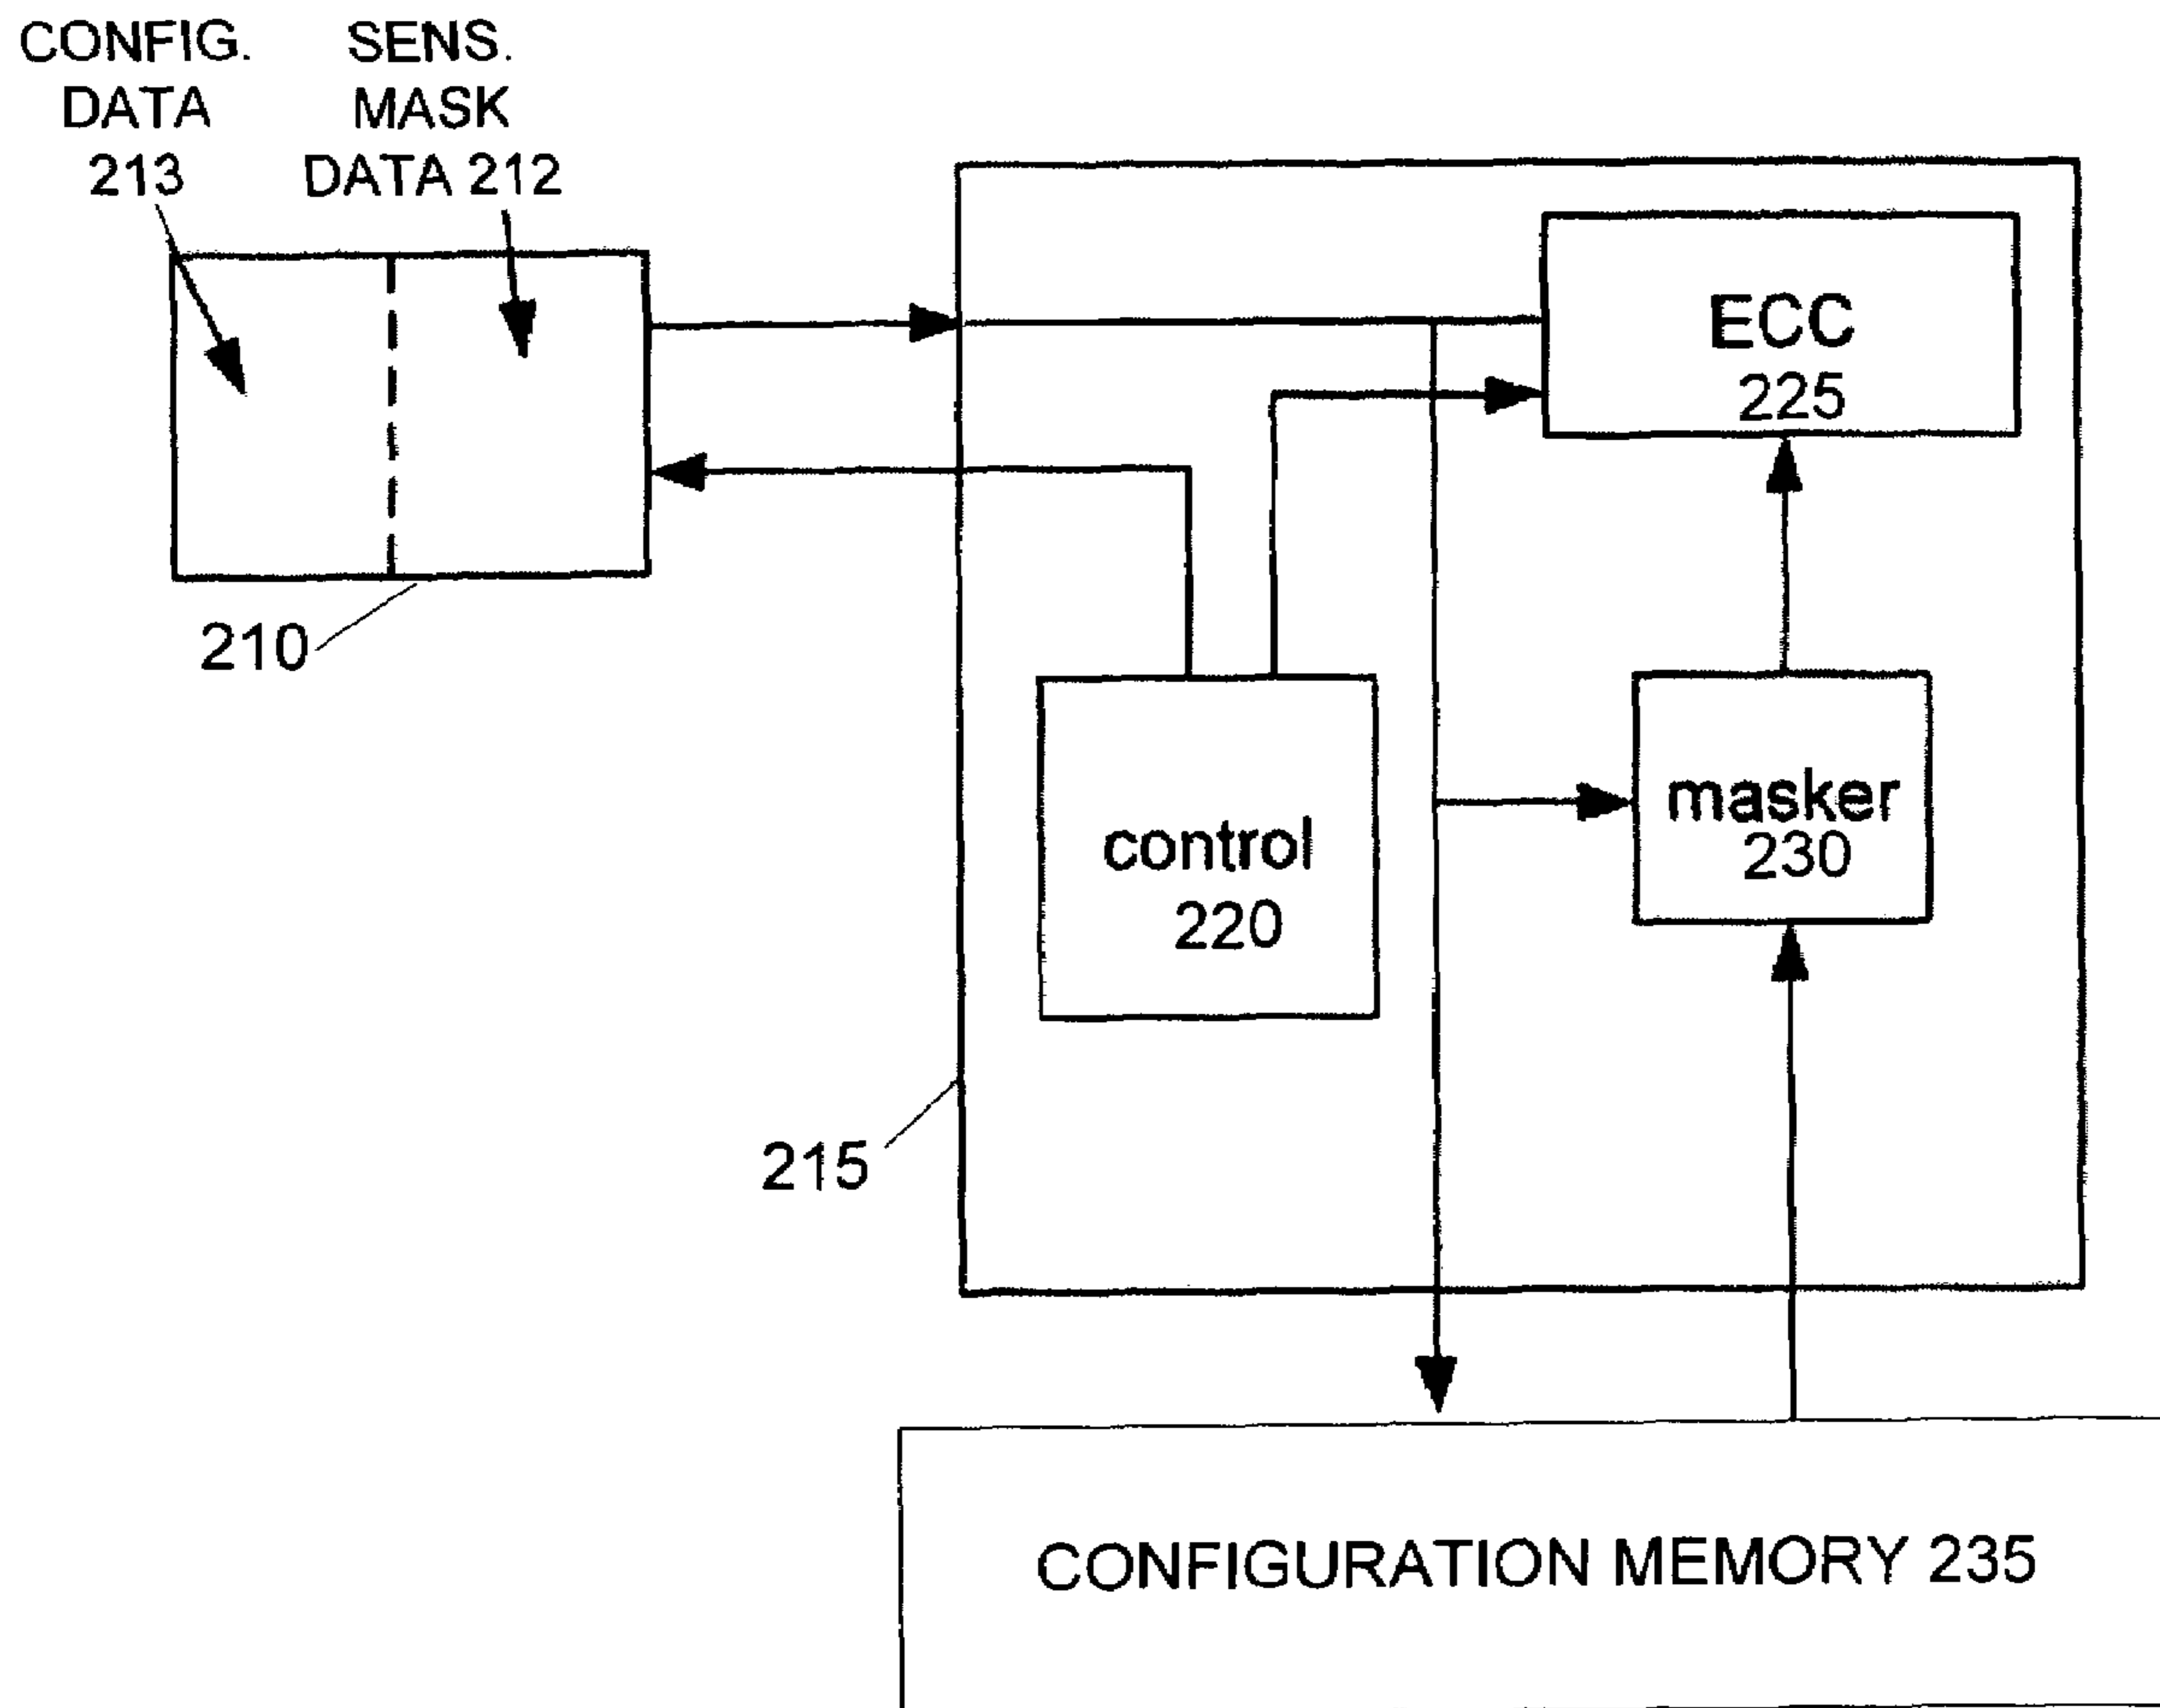 CONFIG.
DATA
213
SENS.
MASK
DATA 212
210
ECC
225
masker
230
control
220
215
CONFIGURATION MEMORY 235